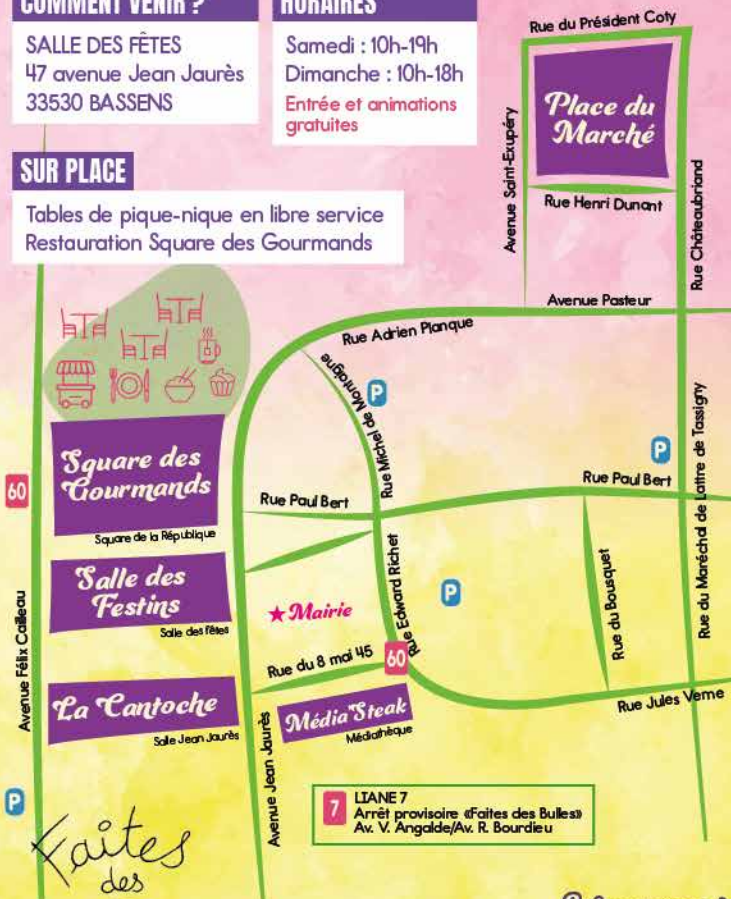 COMMENT VENIR ?
SALLE DES FÊTES
47 avenue Jean Jaurès
33530 BASSENS
HORAIRES
Samedi : 10h-19h
Dimanche : 10h-18h
Entrée et animations
gratuites
SUR PLACE
Tables de pique-nique en libre service
Restauration Square des Gourmands
Rue du Président Coty
Place du
Marché
Avenue Saint-Exupéry
Rue Henri Dunant
Rue Châteaubriand
Avenue Pasteur
Rue Adrien Planque
Rue Michel de Montaigne
P
P
Rue Paul Bert
Rue Maréchal de Lattre de Tassigny
Square des
Gourmands
Square de la République
60
Rue Paul Bert
Salle des
Festins
Salle des fêtes
Mairie
Rue Edward Richet
P
Rue du Bousquet
Avenue Félix Cailleau
Rue du 8 mai 45
60
Rue Jules Verne
La Cantoche
Salle Jean Jaurès
Média'Steak
Médiathèque
Avenue Jean Jaurès
P
7
LIANE 7
Arrêt provisoire «Faites des Bulles»
Av. V. Angalde/Av. R. Bourdieu
Faites
des